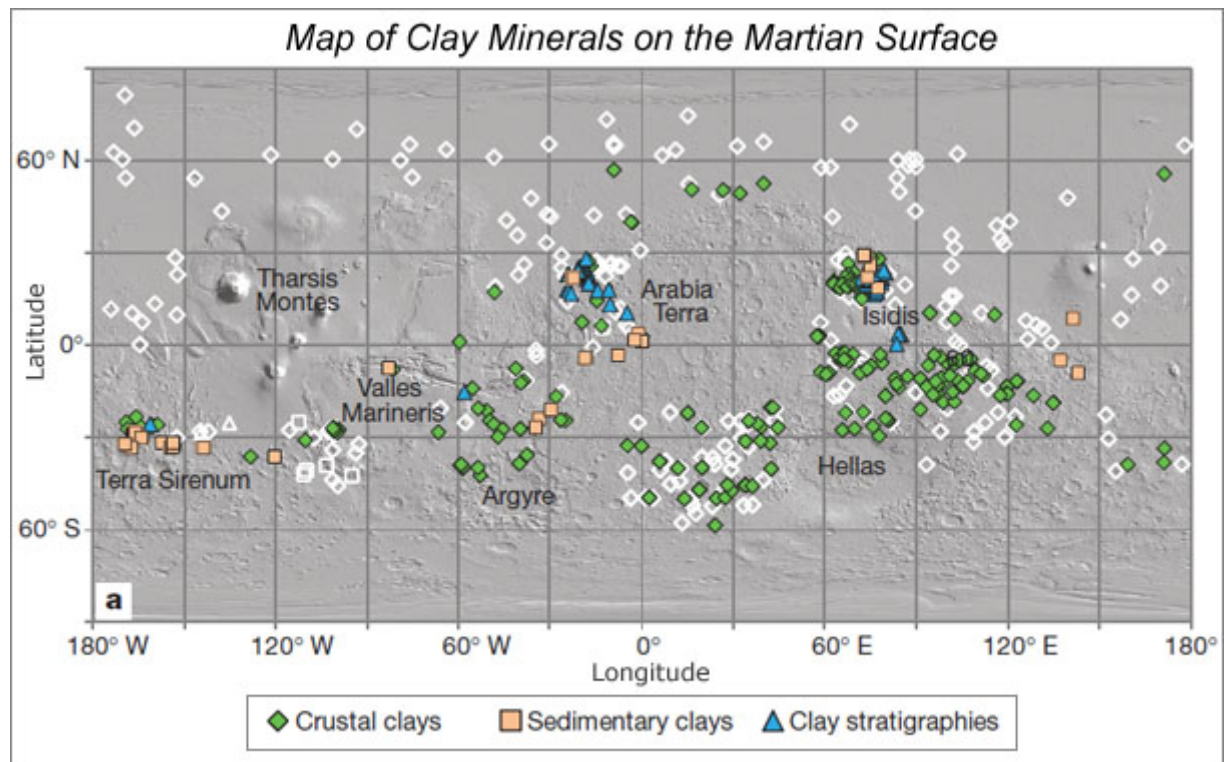 Map of Clay Minerals on the Martian Surface
60° N
0°
60° S
Latitude
Tharsis
Montes
Arabia
Terra
Isidis
Valles
Marineris
Terra Sirenum
Argyre
Hellas
a
180° W
120° W
60° W
0°
60° E
120° E
180°
Longitude
Crustal clays
Sedimentary clays
Clay stratigraphies